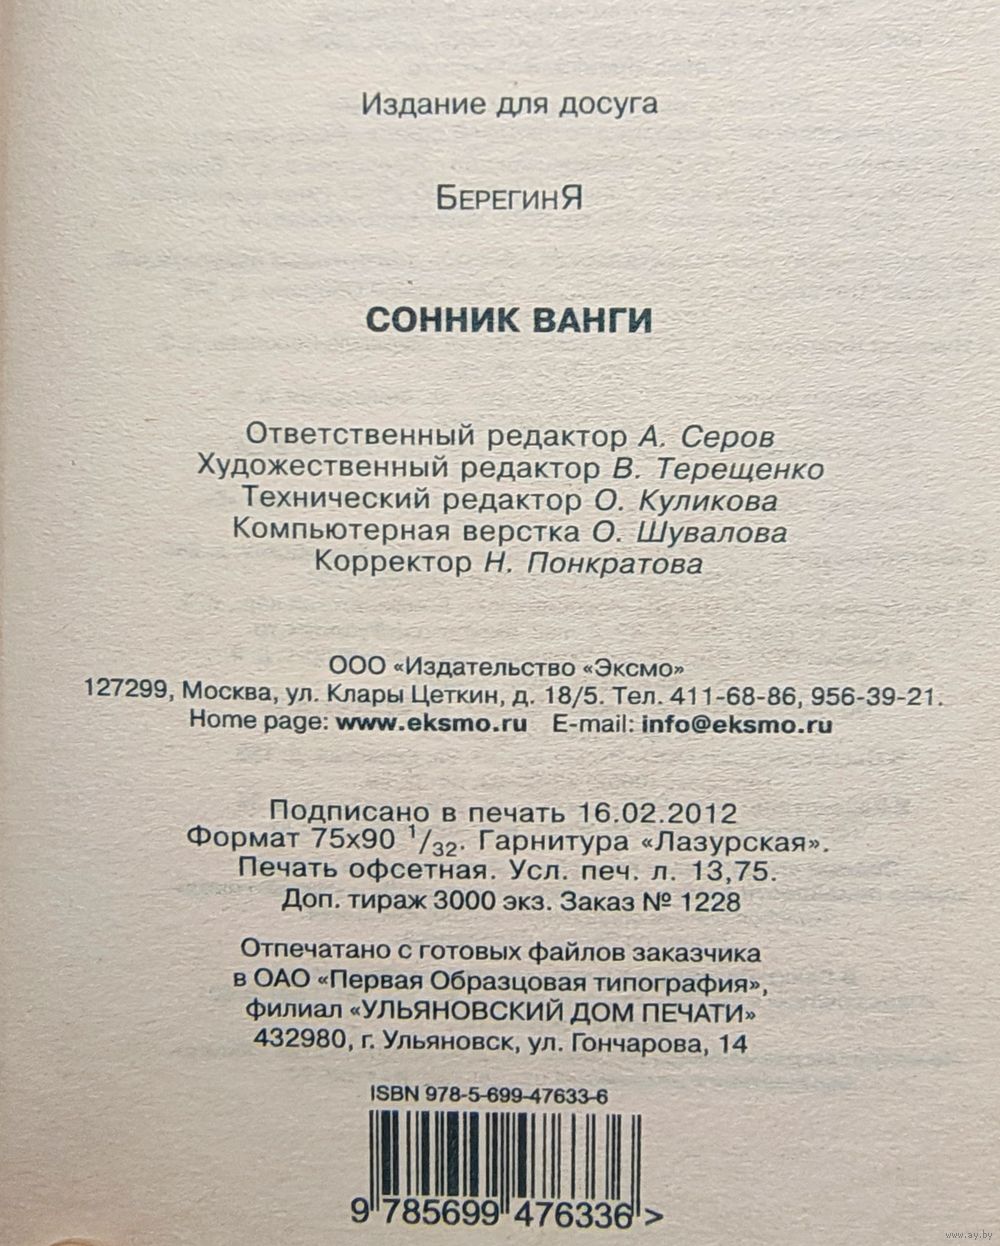 Издание для досуга
БЕРЕГИНЯ
СОННИК ВАНГИ
Ответственный редактор А. Серов
Художественный редактор В. Терещенко
Технический редактор О. Куликова
Компьютерная верстка О. Шувалова
Корректор Н. Понкратова
ООО «Издательство «Эксмо»
127299, Москва, ул. Клары Цеткин, д. 18/5. Тел. 411-68-86, 956-39-21.
Home page: www.eksmo.ru E-mail: info@eksmo.ru
Подписано в печать 16.02.2012
Формат 75x90 1/32. Гарнитура «Лазурская».
Печать офсетная. Усл. печ. л. 13,75.
Доп. тираж 3000 экз. Заказ № 1228
Отпечатано с готовых файлов заказчика
в ОАО «Первая Образцовая типография»,
филиал «УЛЬЯНОВСКИЙ ДОМ ПЕЧАТИ»
432980, г. Ульяновск, ул. Гончарова, 14
ISBN 978-5-699-47633-6
9 785699 476336 >
www.ay.by